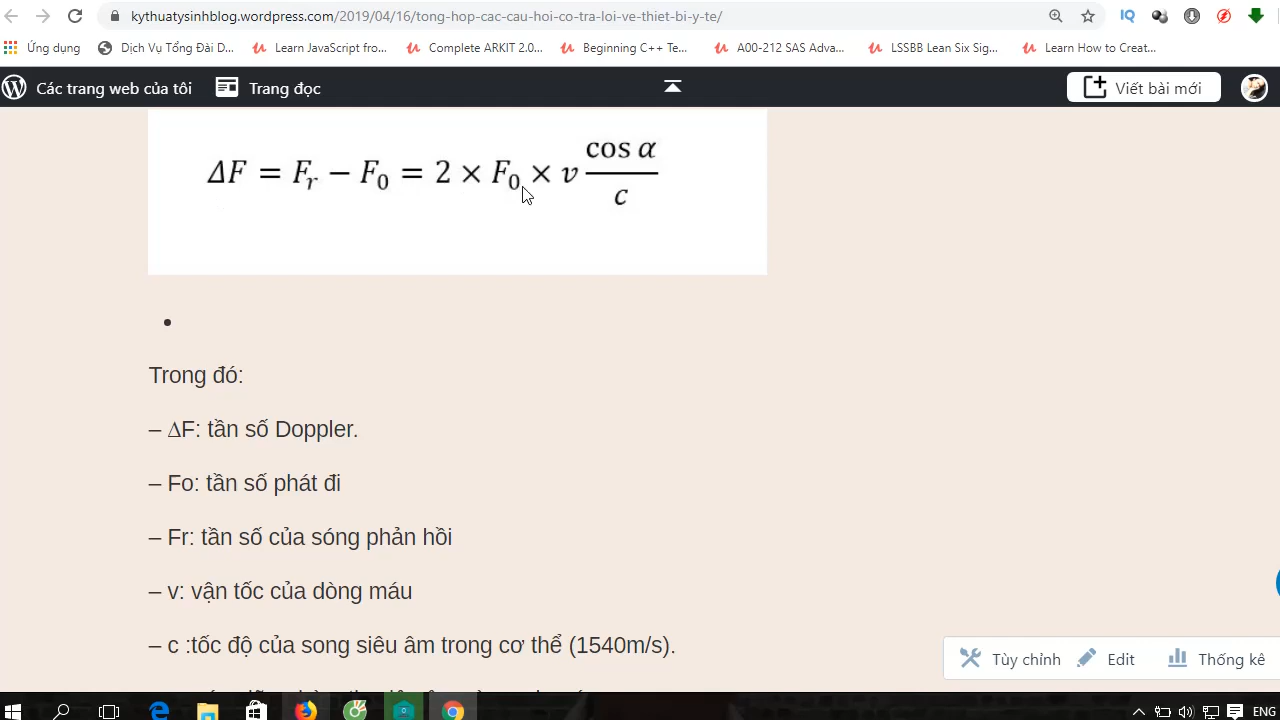 kythuatysinhblog.wordpress.com/2019/04/16/tong-hop-cac-cau-hoi-co-tra-loi-ve-thiet-bi-y-te/
IQ
Ứng dụng Dịch Vụ Tổng Đài D... Learn JavaScript fro... Complete ARKIT 2.0... Beginning C++ Te... A00-212 SAS Adva... LSSBB Lean Six Sig... Learn How to Creat...
Các trang web của tôi Trang đọc Viết bài mới
ΔF = Fᵣ − F₀ = 2 × F₀ × v cos α / c
Trong đó:
– ∆F: tần số Doppler.
– Fo: tần số phát đi
– Fr: tần số của sóng phản hồi
– v: vận tốc của dòng máu
– c :tốc độ của song siêu âm trong cơ thể (1540m/s).
Tùy chỉnh Edit Thống kê
ENG